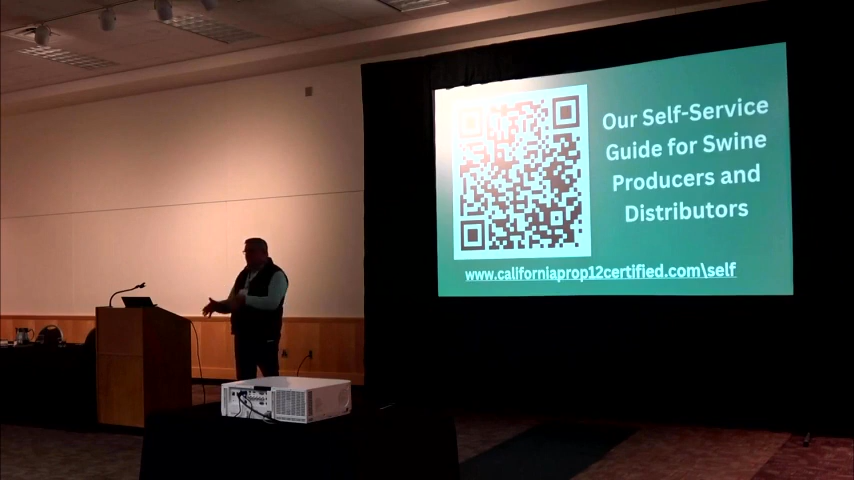 Our Self-Service
Guide for Swine
Producers and
Distributors
www.californiaprop12certified.com\self